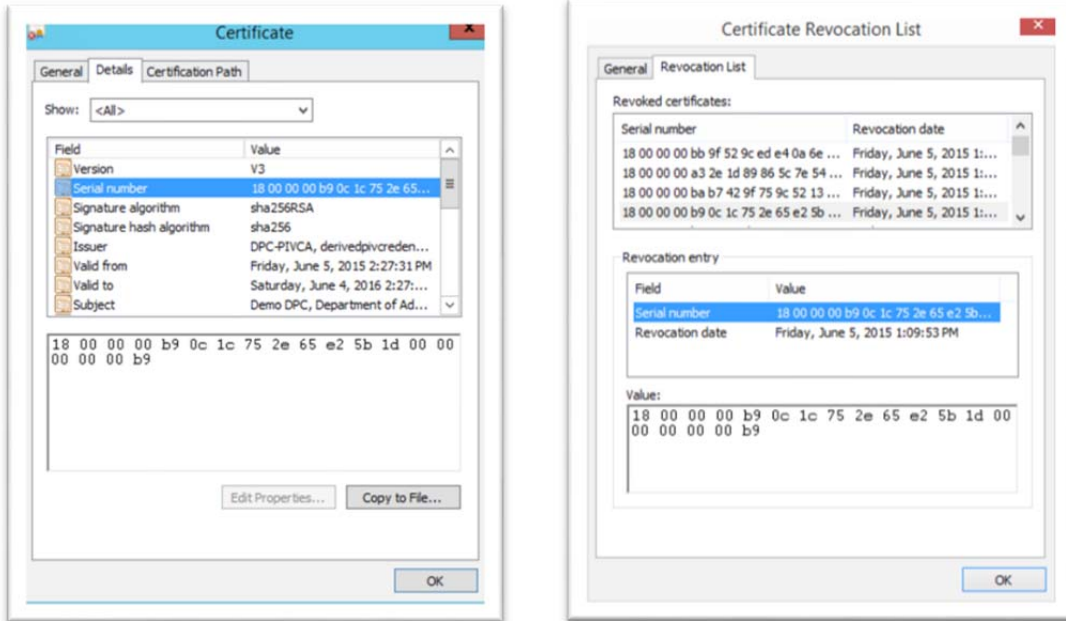 Certificate
General Details Certification Path
Show: <All>
Field Value
Version V3
Serial number 18 00 00 00 b9 0c 1c 75 2e 65...
Signature algorithm sha256RSA
Signature hash algorithm sha256
Issuer DPC-PIVCA, derivedpivcreden...
Valid from Friday, June 5, 2015 2:27:31 PM
Valid to Saturday, June 4, 2016 2:27:...
Subject Demo DPC, Department of Ad...
18 00 00 00 b9 0c 1c 75 2e 65 e2 5b 1d 00 00
00 00 00 b9
Edit Properties... Copy to File...
OK
Certificate Revocation List
General Revocation List
Revoked certificates:
Serial number Revocation date
18 00 00 00 bb 9f 52 9c ed e4 0a 6e ... Friday, June 5, 2015 1:...
18 00 00 00 a3 2e 1d 89 86 5c 7e 54 ... Friday, June 5, 2015 1:...
18 00 00 00 ba b7 42 9f 75 9c 52 13 ... Friday, June 5, 2015 1:...
18 00 00 00 b9 0c 1c 75 2e 65 e2 5b ... Friday, June 5, 2015 1:...
Revocation entry
Field Value
Serial number 18 00 00 00 b9 0c 1c 75 2e 65 e2 5b...
Revocation date Friday, June 5, 2015 1:09:53 PM
Value:
18 00 00 00 b9 0c 1c 75 2e 65 e2 5b 1d 00
00 00 00 00 b9
OK